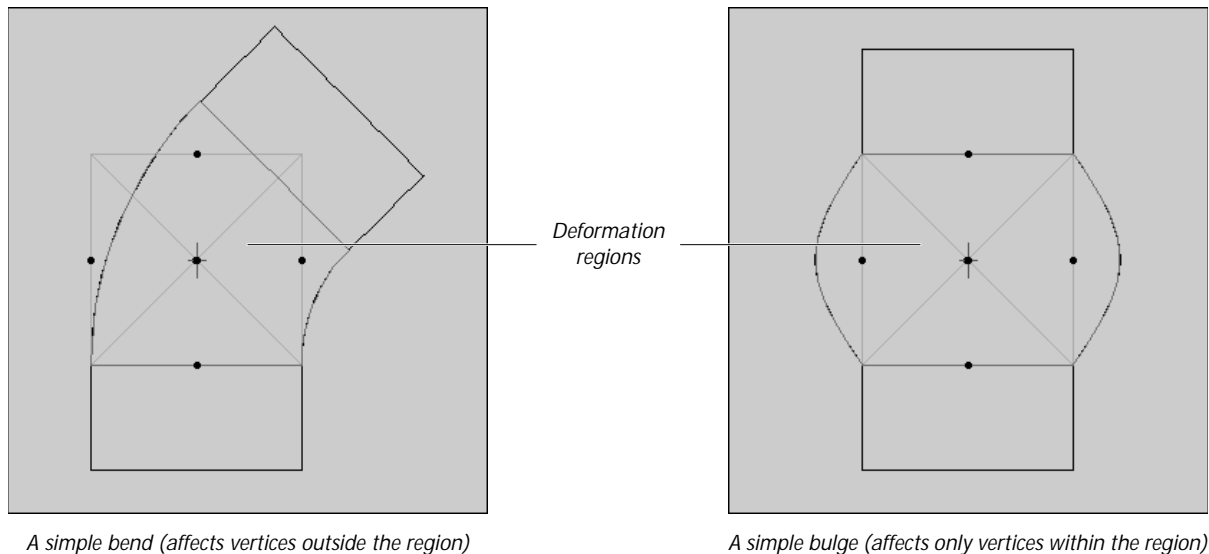 Deformation
regions
A simple bend (affects vertices outside the region)
A simple bulge (affects only vertices within the region)